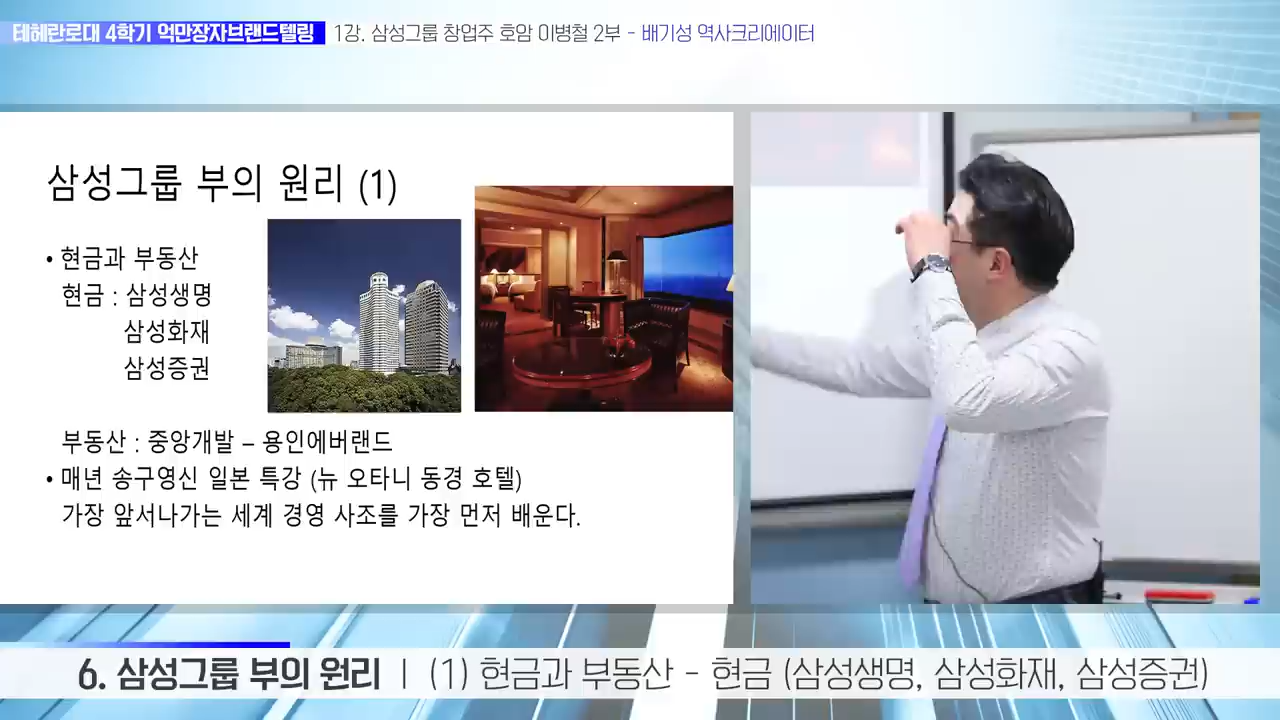 테헤란로대 4학기 억만장자브랜드텔링 1강. 삼성그룹 창업주 호암 이병철 2부 - 배기성 역사크리에이터
삼성그룹 부의 원리 (1)
• 현금과 부동산
현금 : 삼성생명
삼성화재
삼성증권
부동산 : 중앙개발 – 용인에버랜드
• 매년 송구영신 일본 특강 (뉴 오타니 동경 호텔)
가장 앞서나가는 세계 경영 사조를 가장 먼저 배운다.
6. 삼성그룹 부의 원리 ㅣ (1) 현금과 부동산 - 현금 (삼성생명, 삼성화재, 삼성증권)